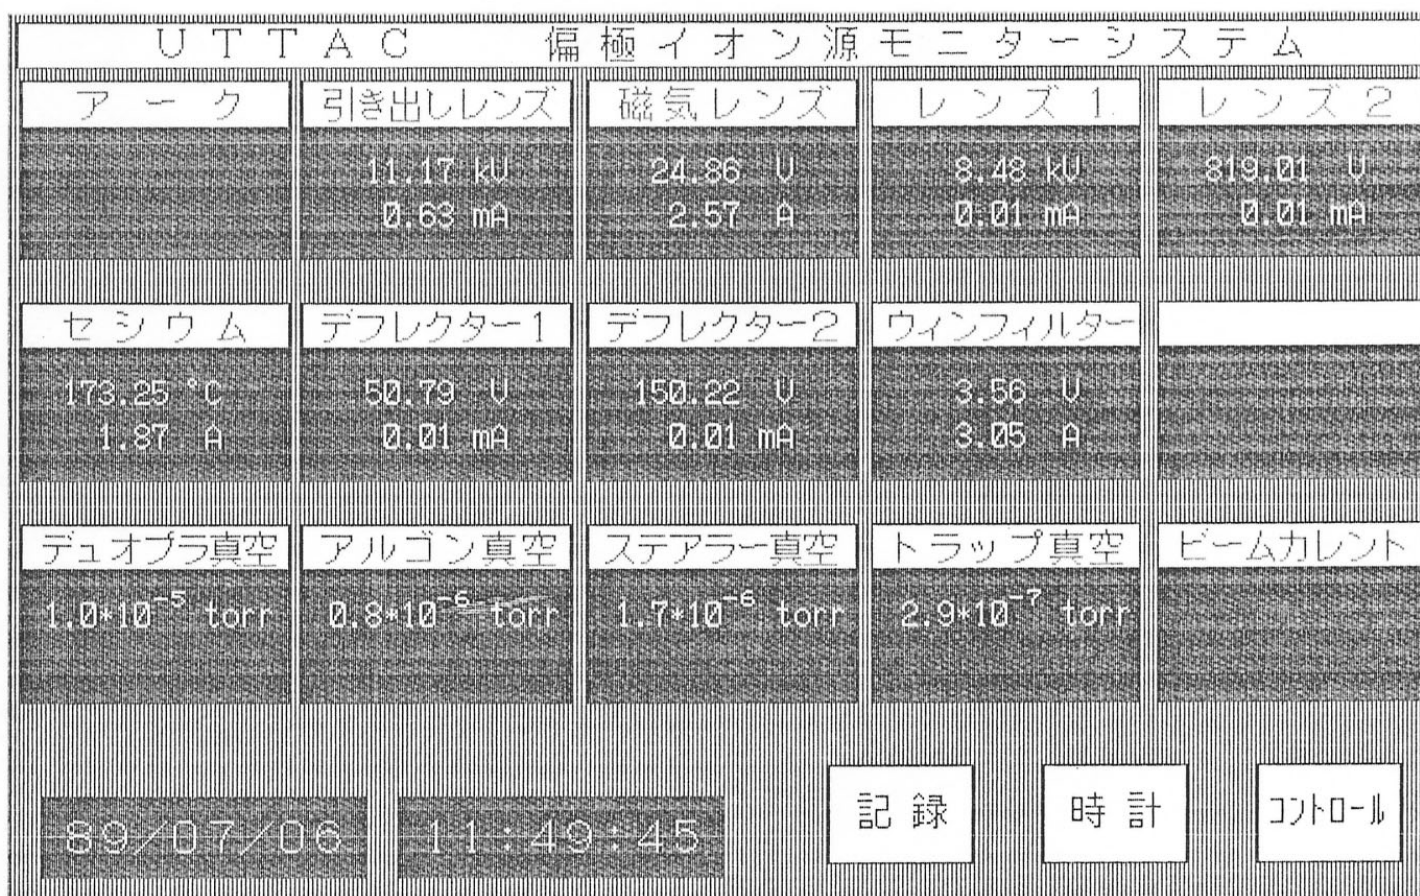 UTTAC 偏極イオン源モニターシステム
アーク
引き出しレンズ
11.17 kV
0.63 mA
磁気レンズ
24.86 V
2.57 A
レンズ1
8.48 kV
0.01 mA
レンズ2
819.01 V
0.01 mA
セシウム
173.25 °C
1.87 A
デフレクター1
50.79 V
0.01 mA
デフレクター2
150.22 V
0.01 mA
ウィンフィルター
3.56 V
3.05 A
デュオプラ真空
1.0*10⁻⁵ torr
アルゴン真空
0.8*10⁻⁶ torr
ステアラー真空
1.7*10⁻⁶ torr
トラップ真空
2.9*10⁻⁷ torr
ビームカレント
89/07/06
11:49:45
記録
時計
コントロール